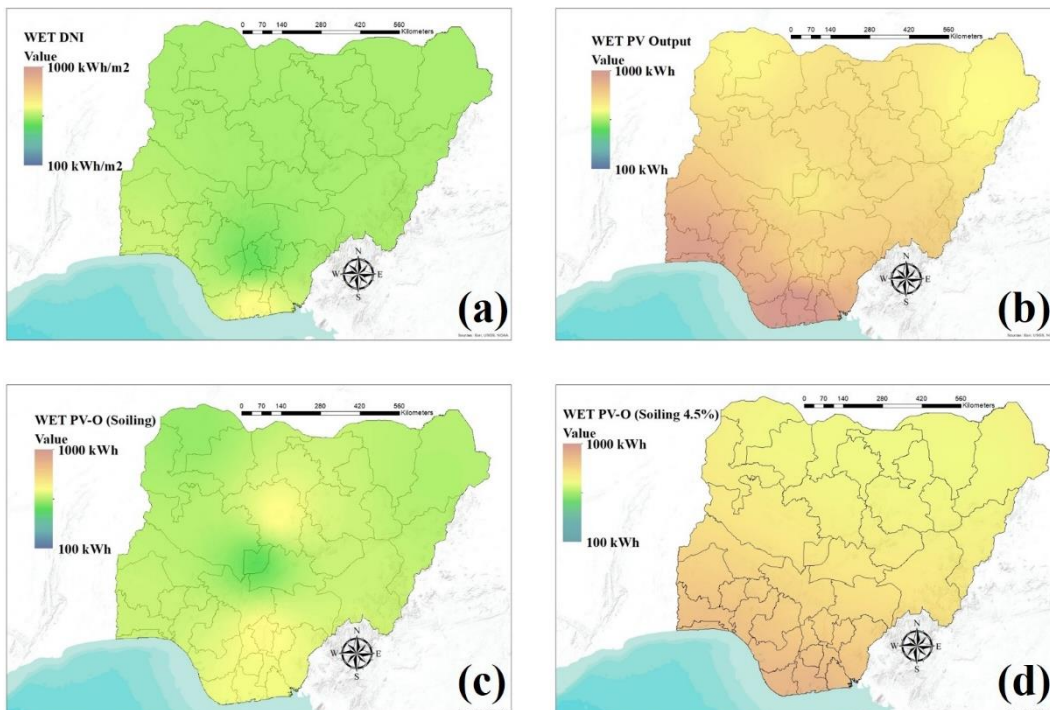 0 70 140 280 420 560
Kilometers
WET DNI
Value
1000 kWh/m2
100 kWh/m2
N
W E
S
(a)
0 70 140 280 420 560
Kilometers
WET PV Output
Value
1000 kWh
100 kWh
N
W E
S
(b)
0 70 140 280 420 560
Kilometers
WET PV-O (Soiling)
Value
1000 kWh
100 kWh
N
W E
S
(c)
0 70 140 280 420 560
Kilometers
WET PV-O (Soiling 4.5%)
Value
1000 kWh
100 kWh
N
W E
S
(d)